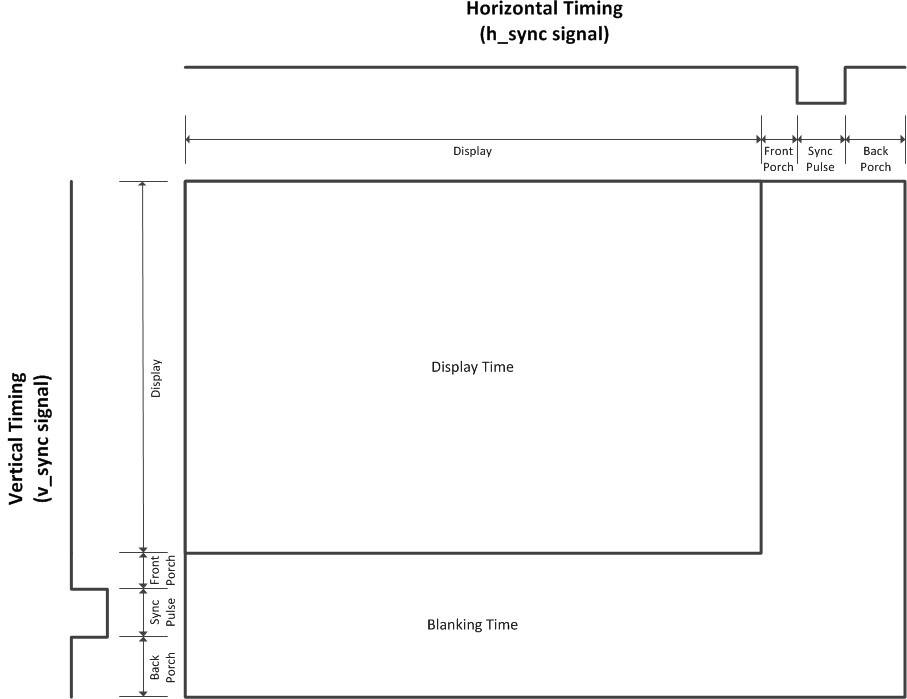 Horizontal Timing
(h_sync signal)
Display
Front
Porch
Sync
Pulse
Back
Porch
Vertical Timing
(v_sync signal)
Display
Front
Porch
Sync
Pulse
Back
Porch
Display Time
Blanking Time